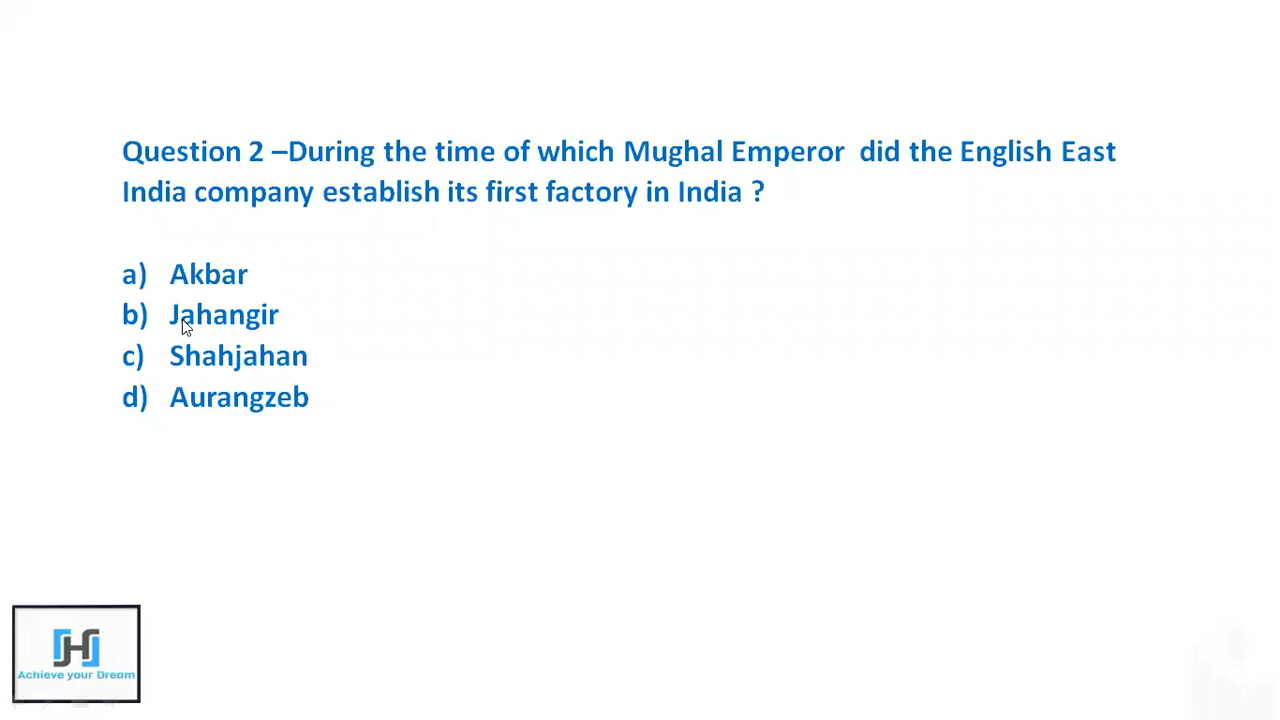 Question 2 –During the time of which Mughal Emperor  did the English East
India company establish its first factory in India ?
a) Akbar
b) Jahangir
c) Shahjahan
d) Aurangzeb
Achieve your Dream